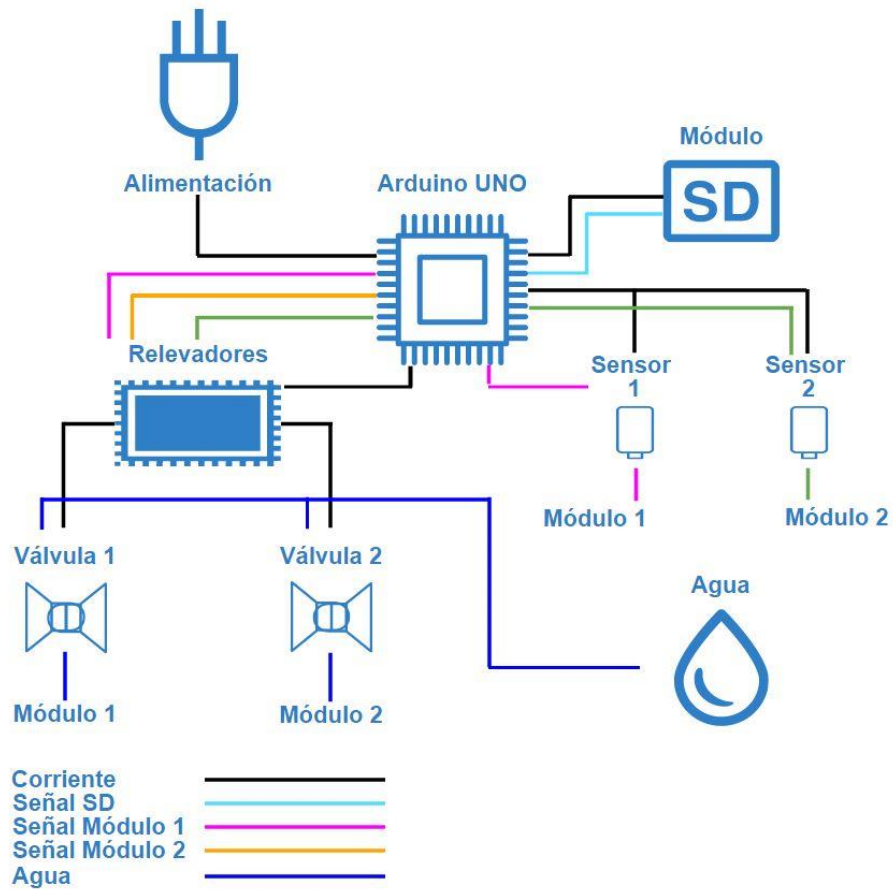 Módulo
SD
Alimentación
Arduino UNO
Relevadores
Sensor
1
Sensor
2
Módulo 1
Módulo 2
Válvula 1
Válvula 2
Agua
Módulo 1
Módulo 2
Corriente
Señal SD
Señal Módulo 1
Señal Módulo 2
Agua